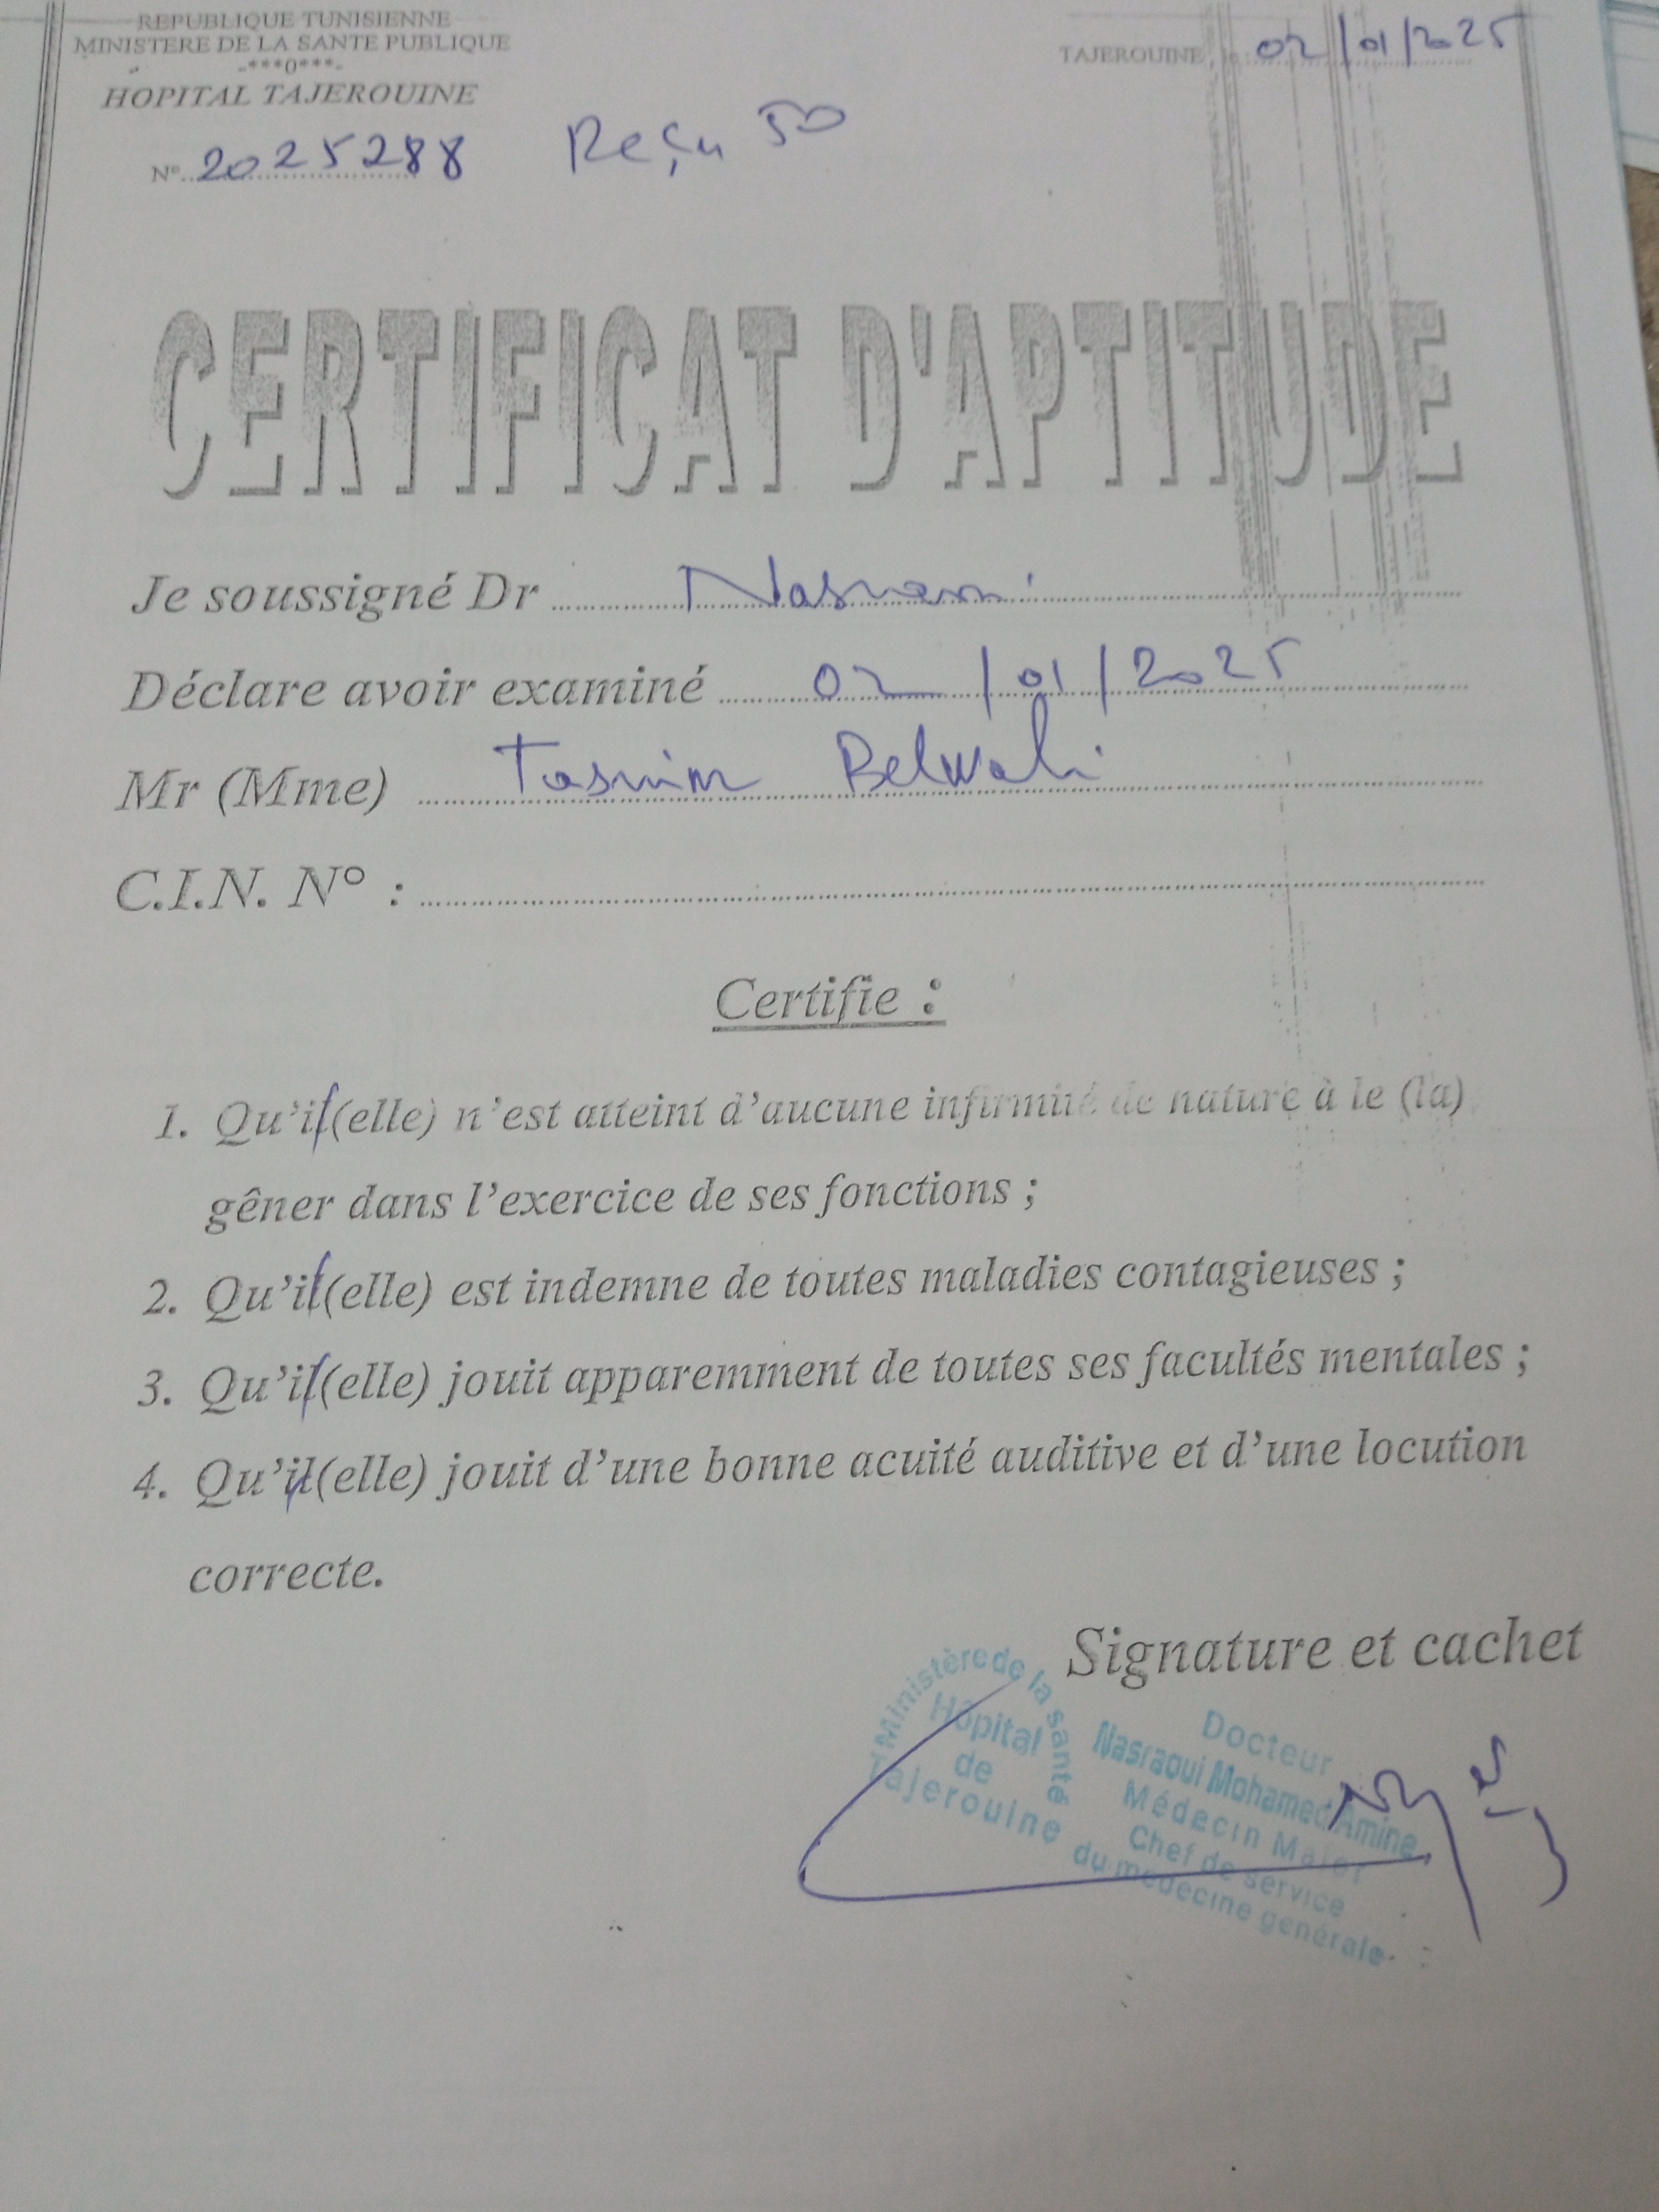 REPUBLIQUE TUNISIENNE
MINISTERE DE LA SANTE PUBLIQUE
-***0***-
HOPITAL TAJEROUINE
TAJEROUINE, le 02/01/2025
N° 2025288 Reçu 50
CERTIFICAT D'APTITUDE
Je soussigné Dr Nasraoui
Déclare avoir examiné 02/01/2025
Mr (Mme) Tasnim Belwafi
C.I.N. N° :
Certifie :
1. Qu'il(elle) n'est atteint d'aucune infirmité de nature à le (la)
gêner dans l'exercice de ses fonctions ;
2. Qu'il(elle) est indemne de toutes maladies contagieuses ;
3. Qu'il(elle) jouit apparemment de toutes ses facultés mentales ;
4. Qu'il(elle) jouit d'une bonne acuité auditive et d'une locution
correcte.
Signature et cachet
Ministère de la santé
Hôpital
de
Tajerouine
Docteur
Nasraoui Mohamed Amine
Médecin Major
Chef de service
du médecine générale